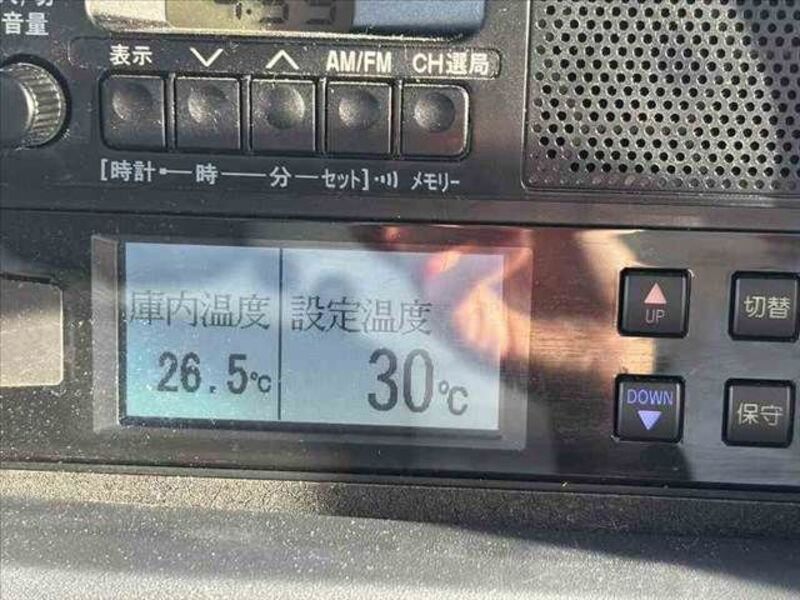 音量
表示 AM/FM CH選局
[時計 時 分 セット] メモリー
庫内温度 設定温度
26.5℃ 30℃
UP 切替
DOWN 保守